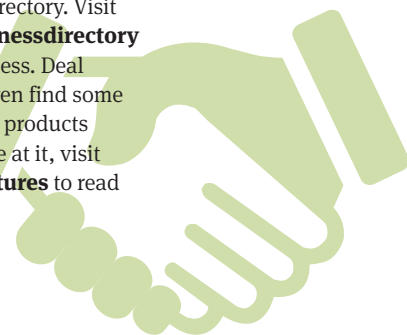 rectory. Visit
nessdirectory
ess. Deal
en find some
products
e at it, visit
tures to read